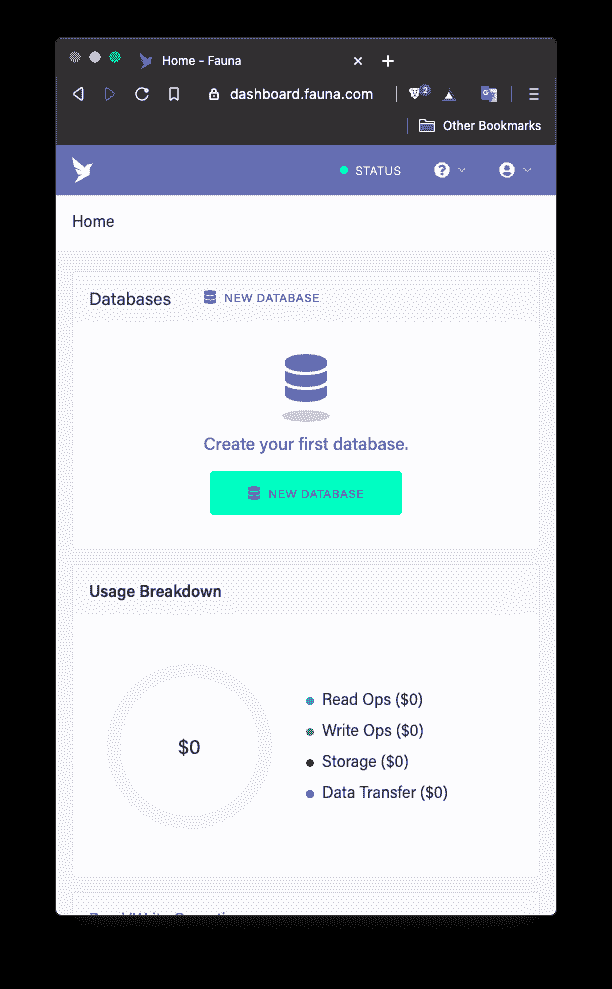 Home - Fauna
dashboard.fauna.com
2
Other Bookmarks
STATUS
Home
Databases NEW DATABASE
Create your first database.
NEW DATABASE
Usage Breakdown
$0
Read Ops ($0)
Write Ops ($0)
Storage ($0)
Data Transfer ($0)